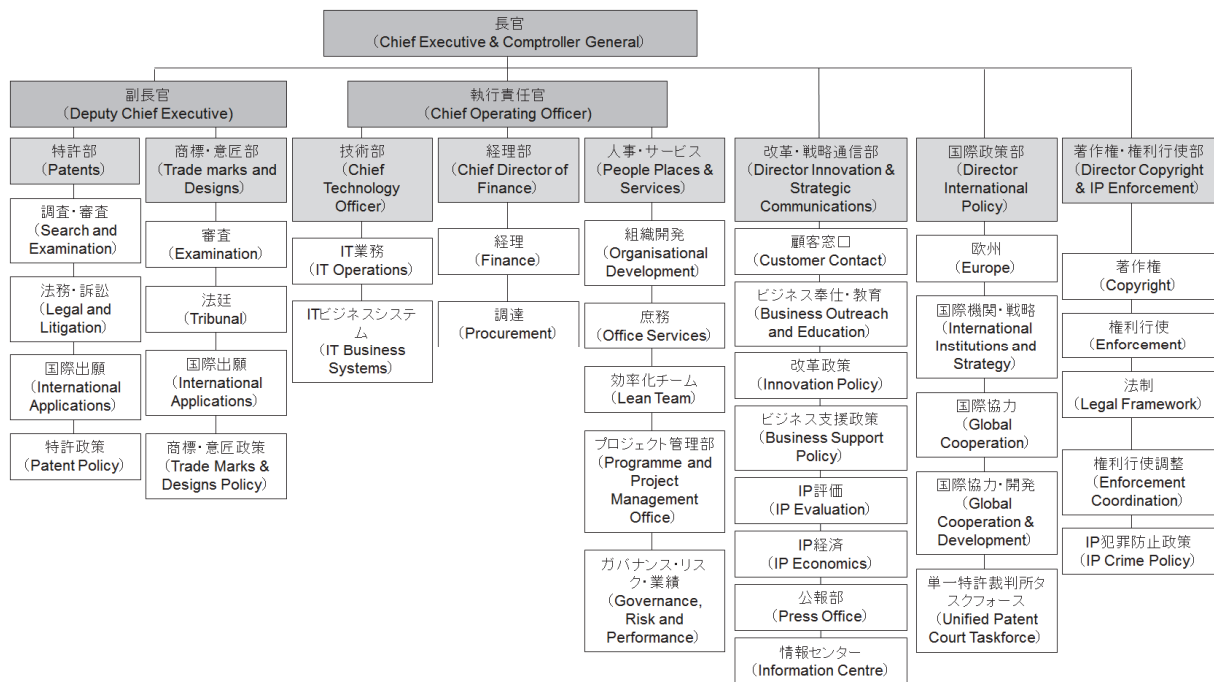 長官
(Chief Executive & Comptroller General)
副長官
(Deputy Chief Executive)
執行責任官
(Chief Operating Officer)
特許部
(Patents)
調査・審査
(Search and
Examination)
法務・訴訟
(Legal and
Litigation)
国際出願
(International
Applications)
特許政策
(Patent Policy)
商標・意匠部
(Trade marks and
Designs)
審査
(Examination)
法廷
(Tribunal)
国際出願
(International
Applications)
商標・意匠政策
(Trade Marks &
Designs Policy)
技術部
(Chief
Technology
Officer)
IT業務
(IT Operations)
ITビジネスシステ
ム
(IT Business
Systems)
経理部
(Chief Director of
Finance)
経理
(Finance)
調達
(Procurement)
人事・サービス
(People Places &
Services)
組織開発
(Organisational
Development)
庶務
(Office Services)
効率化チーム
(Lean Team)
プロジェクト管理部
(Programme and
Project
Management
Office)
ガバナンス・リス
ク・業績
(Governance,
Risk and
Performance)
改革・戦略通信部
(Director Innovation &
Strategic
Communications)
顧客窓口
(Customer Contact)
ビジネス奉仕・教育
(Business Outreach
and Education)
改革政策
(Innovation Policy)
ビジネス支援政策
(Business Support
Policy)
IP評価
(IP Evaluation)
IP経済
(IP Economics)
公報部
(Press Office)
情報センター
(Information Centre)
国際政策部
(Director
International
Policy)
欧州
(Europe)
国際機関・戦略
(International
Institutions and
Strategy)
国際協力
(Global
Cooperation)
国際協力・開発
(Global
Cooperation &
Development)
単一特許裁判所タ
スクフォース
(Unified Patent
Court Taskforce)
著作権・権利行使部
(Director Copyright
& IP Enforcement)
著作権
(Copyright)
権利行使
(Enforcement)
法制
(Legal Framework)
権利行使調整
(Enforcement
Coordination)
IP犯罪防止政策
(IP Crime Policy)